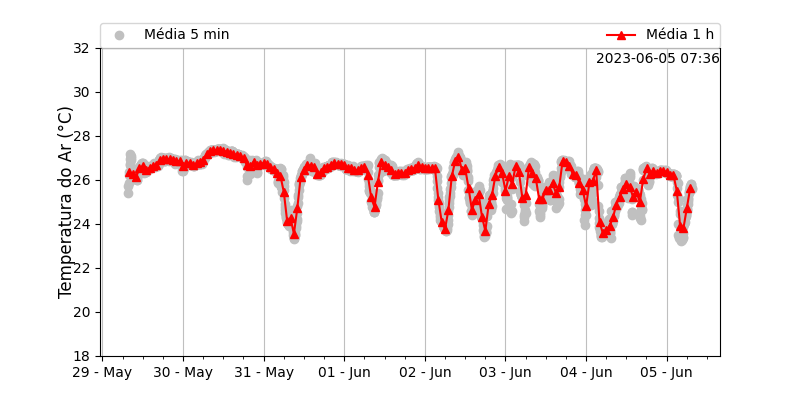 Média 5 min
Média 1 h
2023-06-05 07:36
Temperatura do Ar (°C)
32
30
28
26
24
22
20
18
29 - May
30 - May
31 - May
01 - Jun
02 - Jun
03 - Jun
04 - Jun
05 - Jun